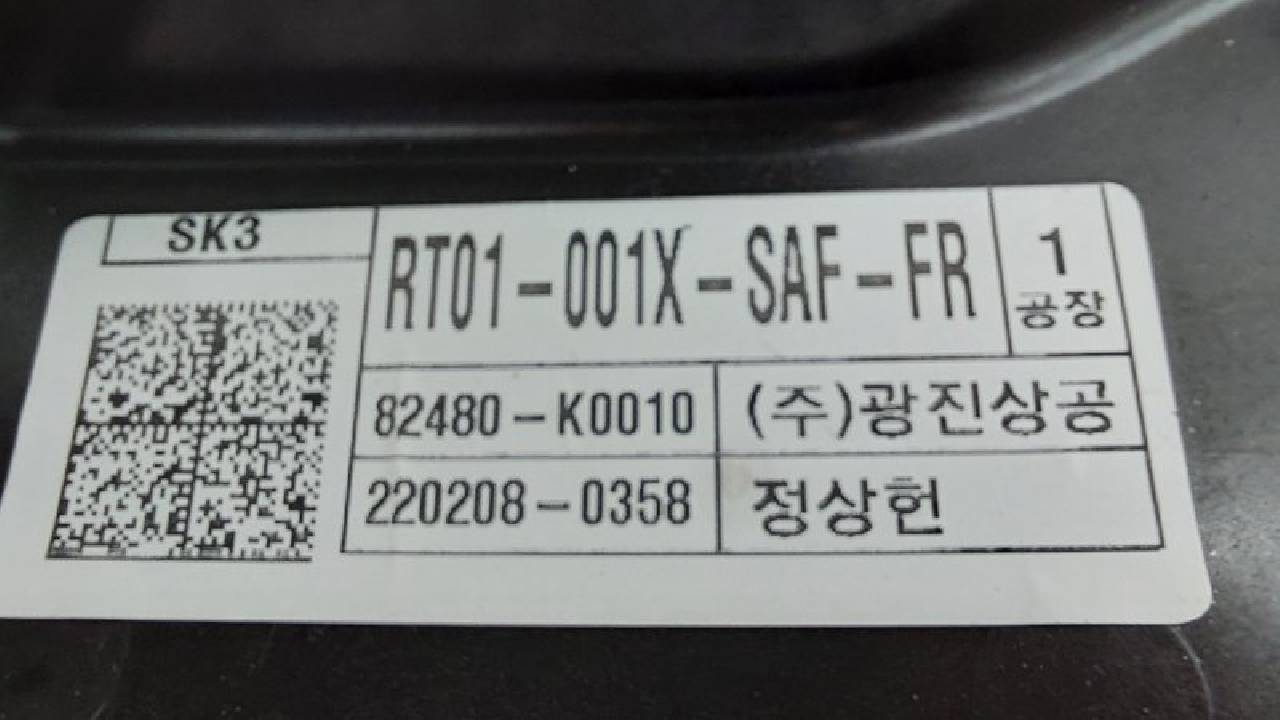 SK3
RT01-001X-SAF-FR
1
공장
82480-K0010
(주)광진상공
220208-0358
정상헌